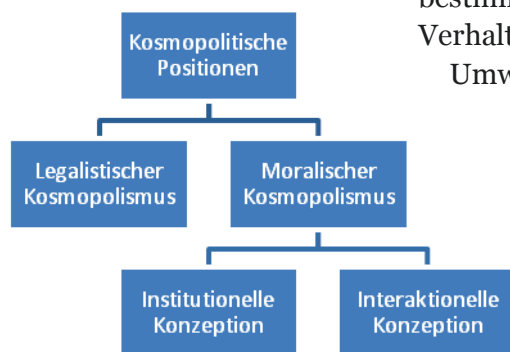 Kosmopolitische
Positionen
Legalistischer
Kosmopolismus
Moralischer
Kosmopolismus
Institutionelle
Konzeption
Interaktionelle
Konzeption
Verhalt
Umw